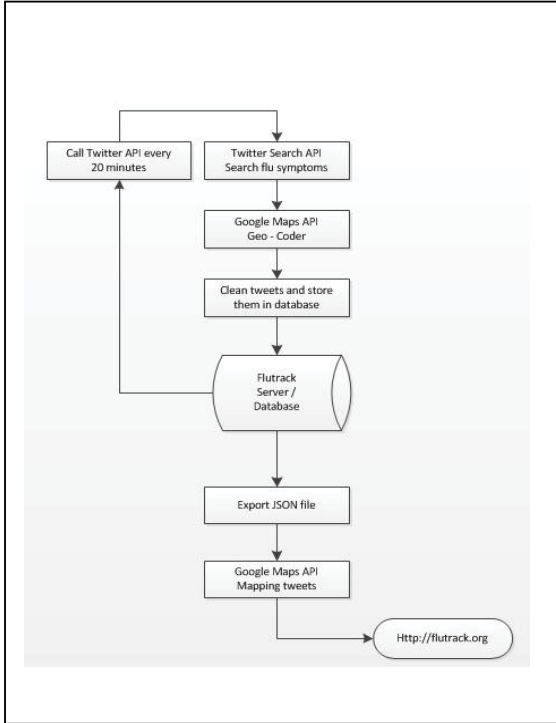 Call Twitter API every
20 minutes
Twitter Search API
Search flu symptoms
Google Maps API
Geo - Coder
Clean tweets and store
them in database
Flutrack
Server /
Database
Export JSON file
Google Maps API
Mapping tweets
Http://flutrack.org